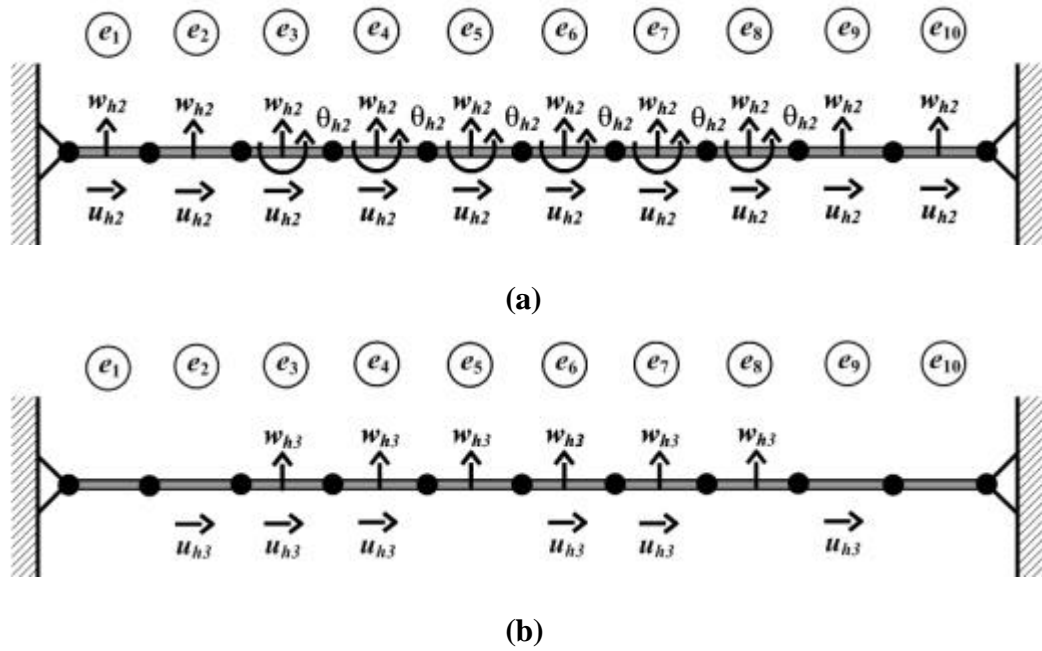 e1 e2 e3 e4 e5 e6 e7 e8 e9 e10
wh2 wh2 wh2 θh2 wh2 θh2 wh2 θh2 wh2 θh2 wh2 θh2 wh2 θh2 wh2 wh2
uh2 uh2 uh2 uh2 uh2 uh2 uh2 uh2 uh2 uh2
(a)
e1 e2 e3 e4 e5 e6 e7 e8 e9 e10
wh3 wh3 wh3 wh2 wh3 wh3
uh3 uh3 uh3 uh3 uh3 uh3
(b)